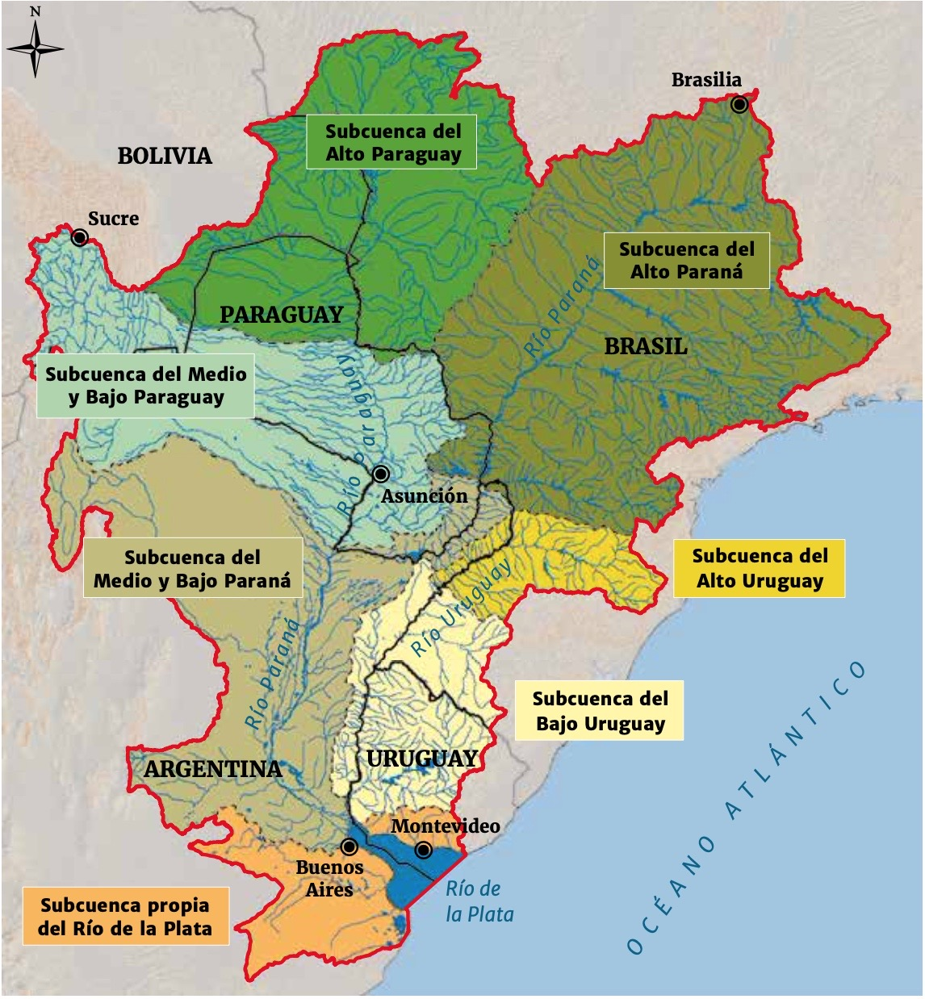 N
Brasilia
Subcuenca del
Alto Paraguay
BOLIVIA
Sucre
Subcuenca del
Alto Paraná
Río Paraná
PARAGUAY
BRASIL
Subcuenca del Medio
y Bajo Paraguay
Río Paraguay
Asunción
Subcuenca del
Medio y Bajo Paraná
Subcuenca del
Alto Uruguay
Río Uruguay
Río Paraná
Subcuenca del
Bajo Uruguay
ARGENTINA
URUGUAY
OCÉANO ATLÁNTICO
Montevideo
Buenos
Aires
Río de
la Plata
Subcuenca propia
del Río de la Plata